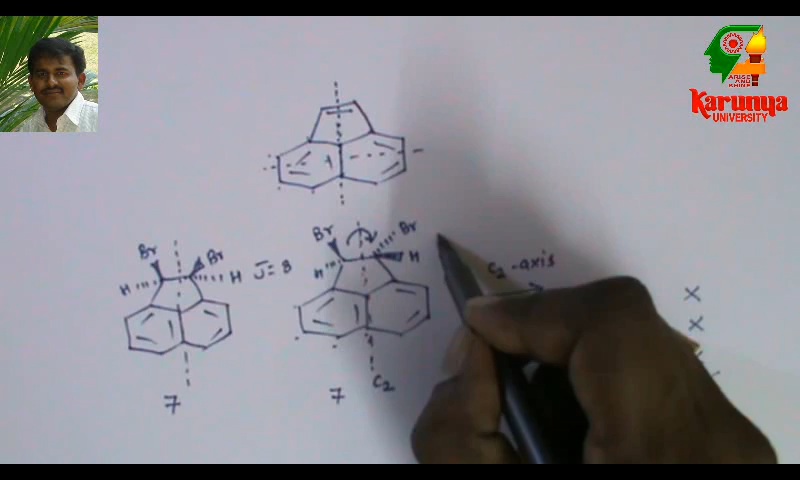 ARISE
AND
SHINE
Karunya
UNIVERSITY
Br
Br
H
H
J = 8
7
Br
Br
H
H
C2
7
C2 -axis
X
X